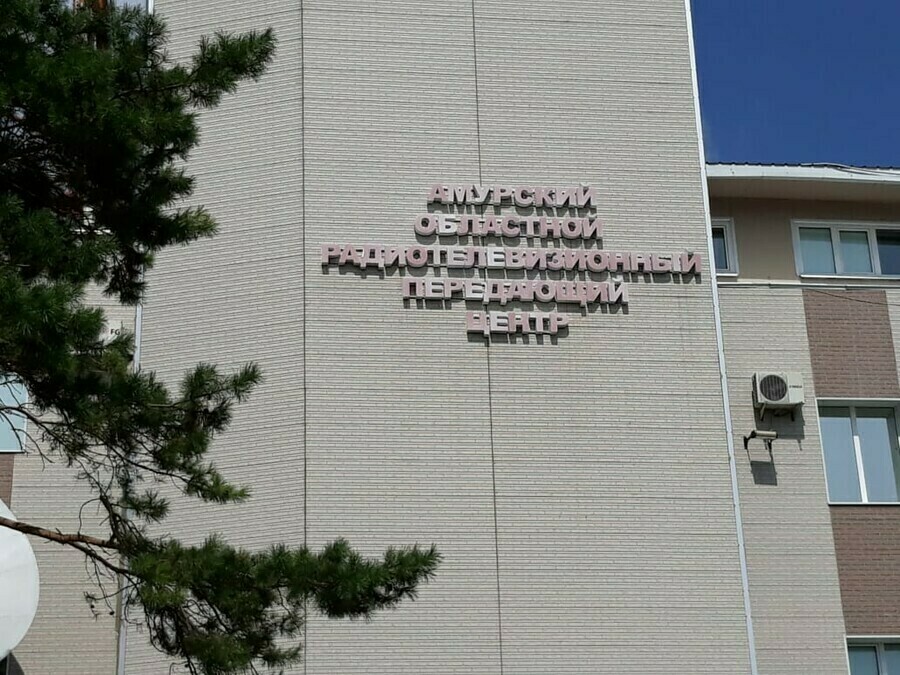 АМУРСКИЙ
ОБЛАСТНОЙ
РАДИОТЕЛЕВИЗИОННЫЙ
ПЕРЕДАЮЩИЙ
ЦЕНТР